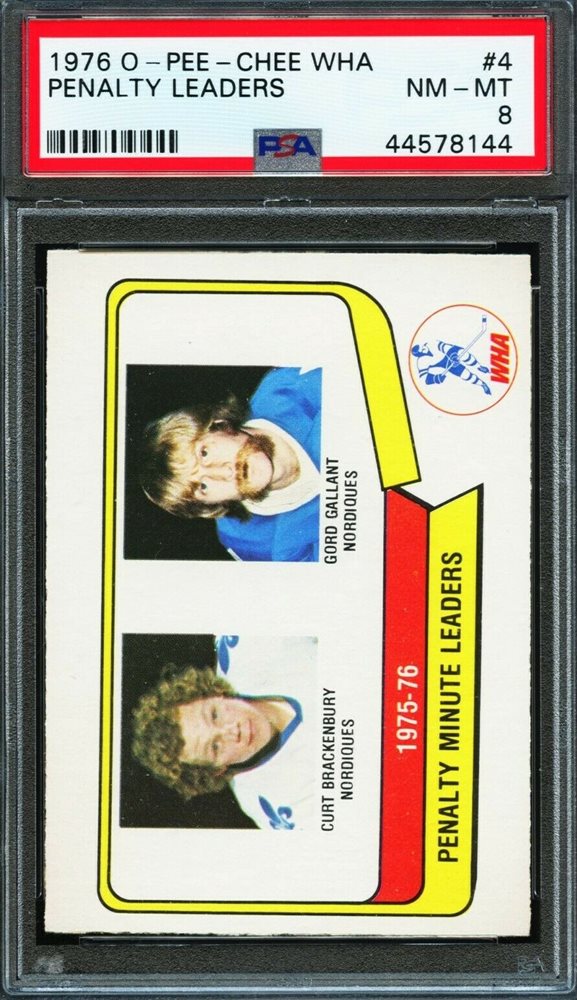 1976 O-PEE-CHEE WHA #4
PENALTY LEADERS NM-MT
8
PSA 44578144
WHA
CURT BRACKENBURY
NORDIQUES
GORD GALLANT
NORDIQUES
1975-76
PENALTY MINUTE LEADERS